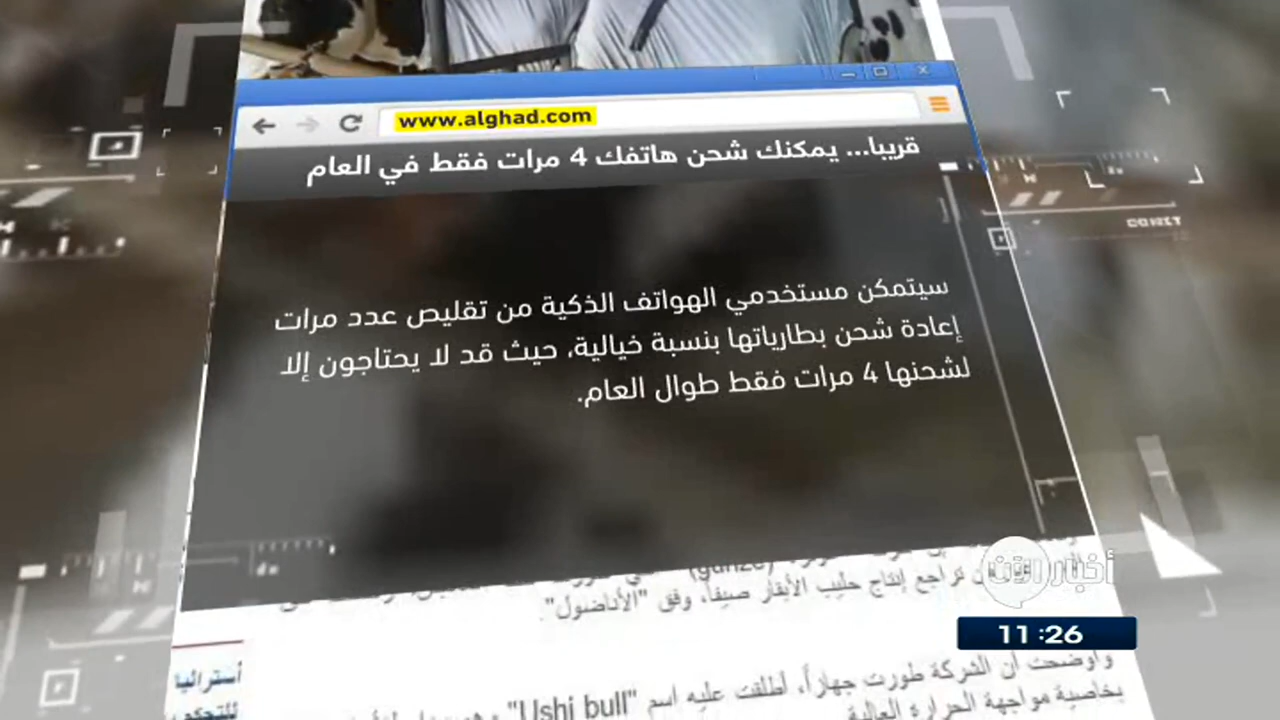 www.alghad.com
قريبا... يمكنك شحن هاتفك 4 مرات فقط في العام
سيتمكن مستخدمي الهواتف الذكية من تقليص عدد مرات
إعادة شحن بطارياتها بنسبة خيالية، حيث قد لا يحتاجون إلا
لشحنها 4 مرات فقط طوال العام.
أخبار الآن
تراجع إنتاج حليب الأبقار صيفا، وفق "الأناضول".
11:26
أستراليا
للتحكم
وأوضحت أن الشركة طورت جهازاً، أطلقت عليه اسم "Ushi bull"
بخاصية مواجهة الحرارة العالية